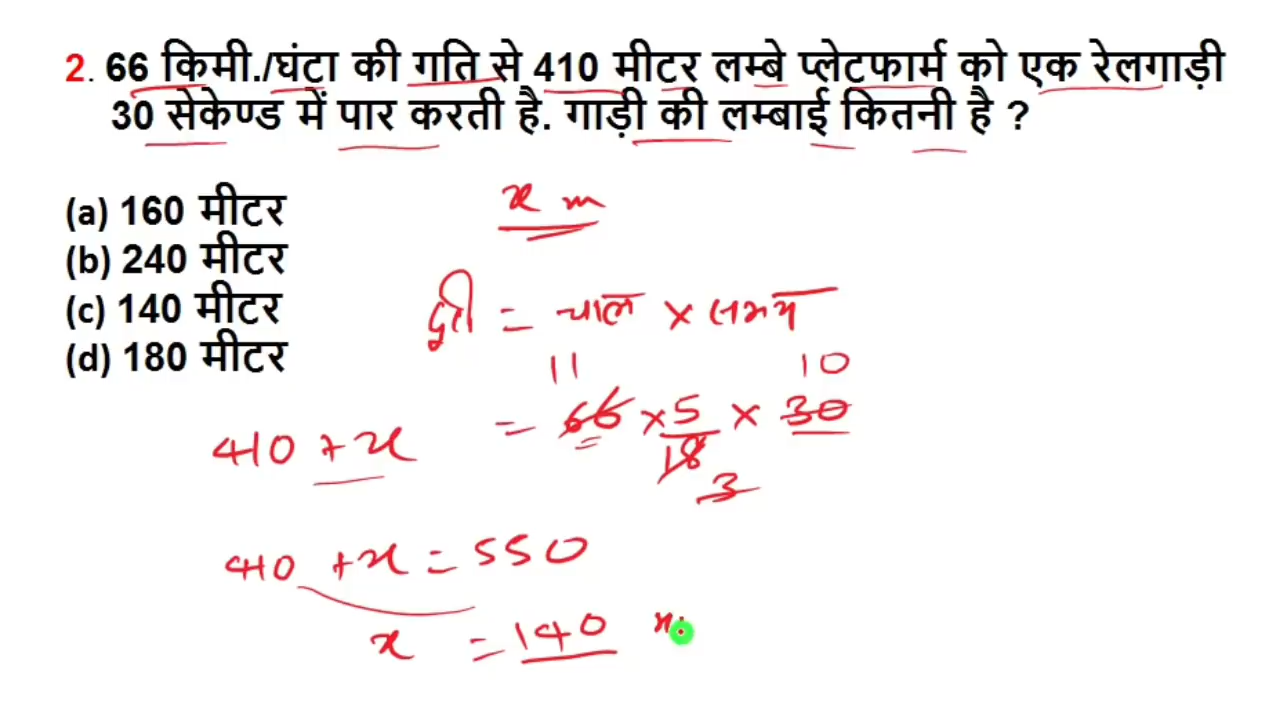 2. 66 किमी./घंटा की गति से 410 मीटर लम्बे प्लेटफार्म को एक रेलगाड़ी
30 सेकेण्ड में पार करती है. गाड़ी की लम्बाई कितनी है ?
(a) 160 मीटर
(b) 240 मीटर
(c) 140 मीटर
(d) 180 मीटर
x m
दूरी = चाल × समय
11 10
410 + x = 66 × 5/18 × 30
3
410 + x = 550
x = 140 m